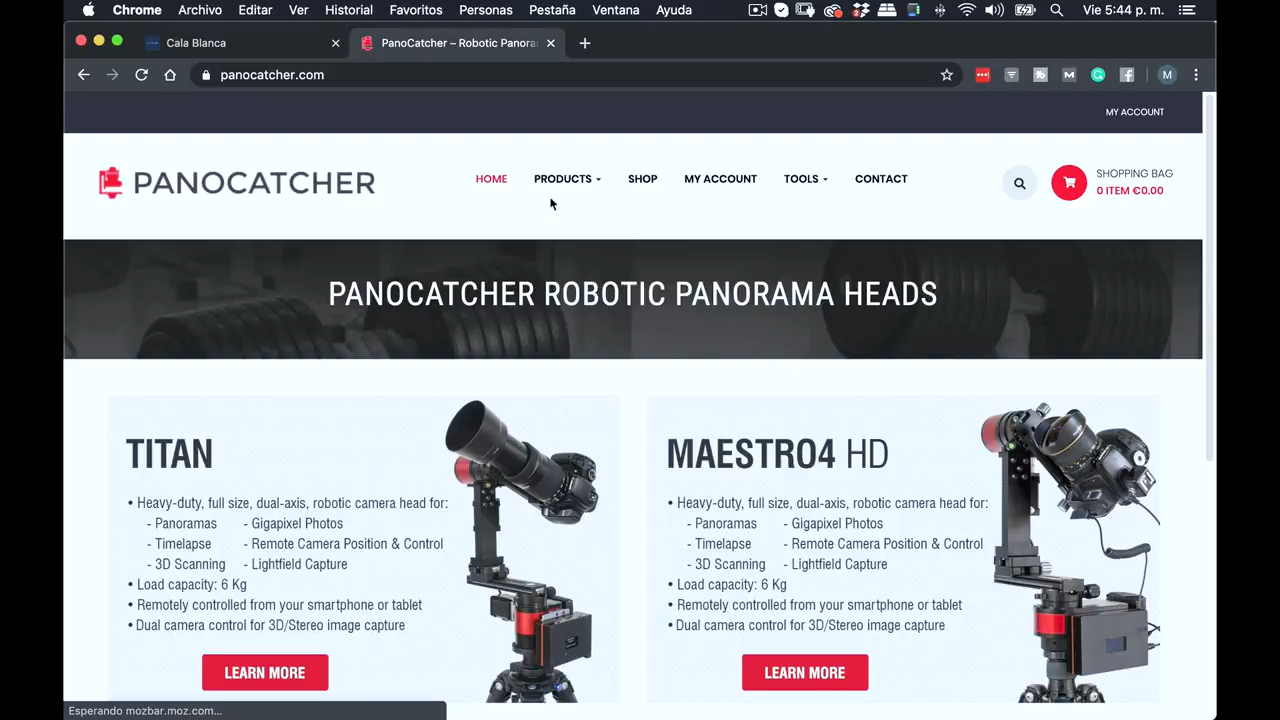 Chrome Archivo Editar Ver Historial Favoritos Personas Pestaña Ventana Ayuda Vie 5:44 p. m.
Cala Blanca PanoCatcher – Robotic Panora
panocatcher.com M
MY ACCOUNT
PANOCATCHER
HOME PRODUCTS SHOP MY ACCOUNT TOOLS CONTACT
SHOPPING BAG
0 ITEM €0.00
PANOCATCHER ROBOTIC PANORAMA HEADS
TITAN
• Heavy-duty, full size, dual-axis, robotic camera head for:
- Panoramas - Gigapixel Photos
- Timelapse - Remote Camera Position & Control
- 3D Scanning - Lightfield Capture
• Load capacity: 6 Kg
• Remotely controlled from your smartphone or tablet
• Dual camera control for 3D/Stereo image capture
LEARN MORE
MAESTRO4 HD
• Heavy-duty, full size, dual-axis, robotic camera head for:
- Panoramas - Gigapixel Photos
- Timelapse - Remote Camera Position & Control
- 3D Scanning - Lightfield Capture
• Load capacity: 6 Kg
• Remotely controlled from your smartphone or tablet
• Dual camera control for 3D/Stereo image capture
LEARN MORE
Esperando mozbar.moz.com...